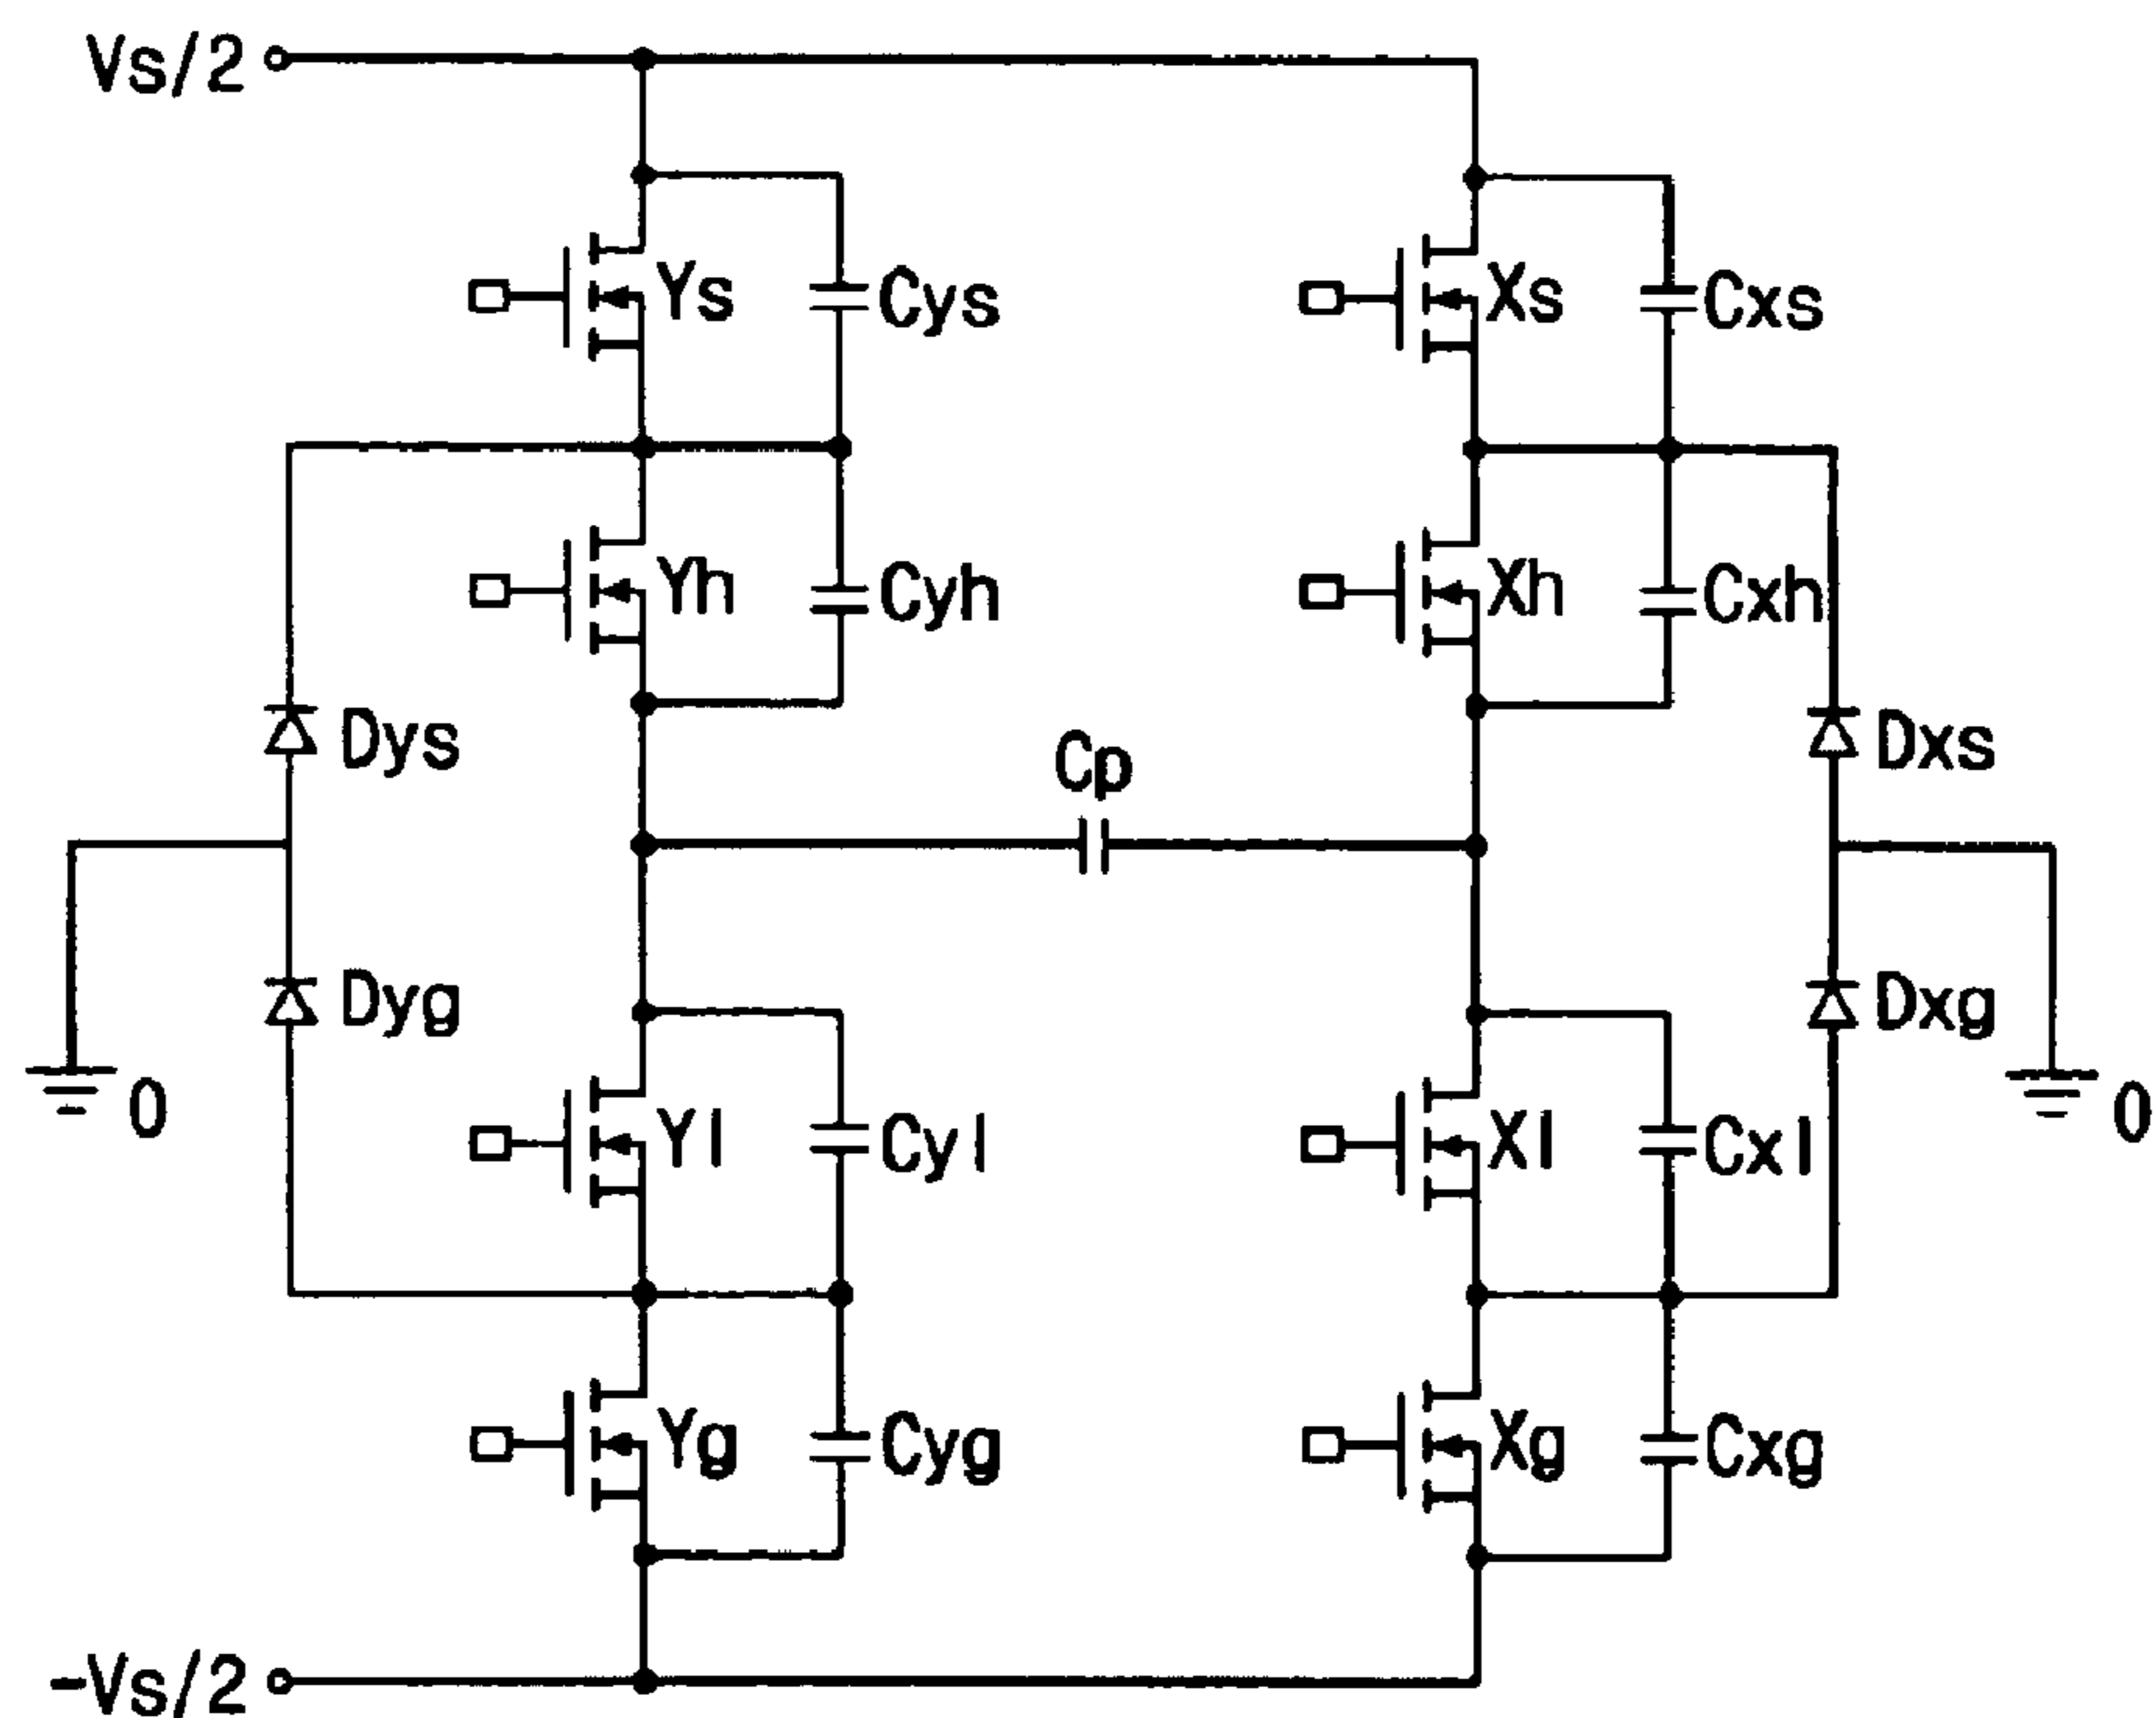 Vs/2
Ys
Cys
Xs
Cxs
Yh
Cyh
Xh
Cxh
Dys
Cp
Dxs
Dyg
Dxg
0
Yl
Cyl
Xl
Cxl
0
Yg
Cyg
Xg
Cxg
-Vs/2